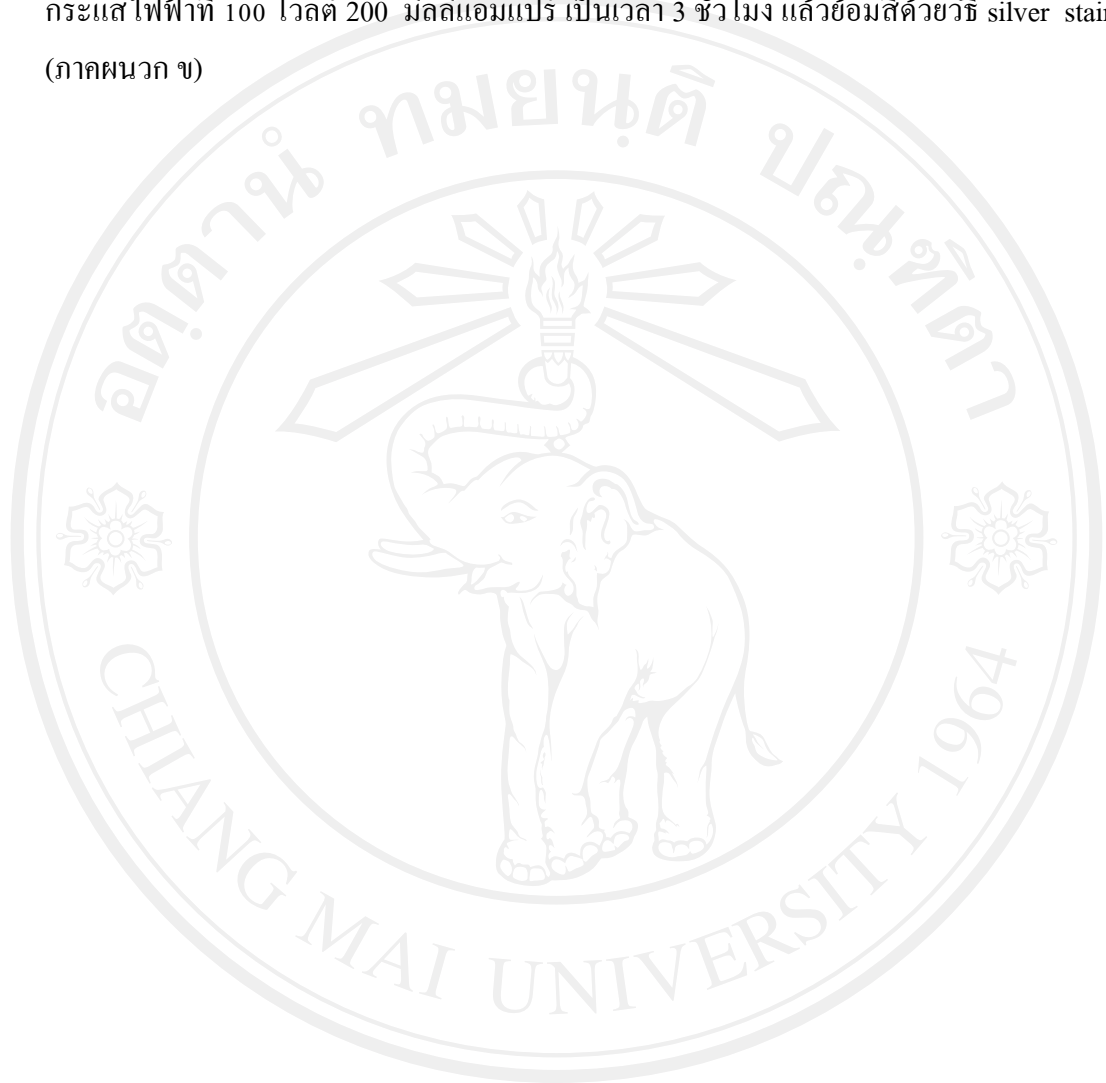 กระแสไฟฟ้าที่ 100 โวลต์ 200 มิลลิแอมแปร์ เป็นเวลา 3 ชั่วโมง แล้วย้อมสีด้วยวิธี silver stain
(ภาคผนวก ข)
อตฺตานํ ทมยนฺติ ปณฺฑิตา
CHIANG MAI UNIVERSITY 1964